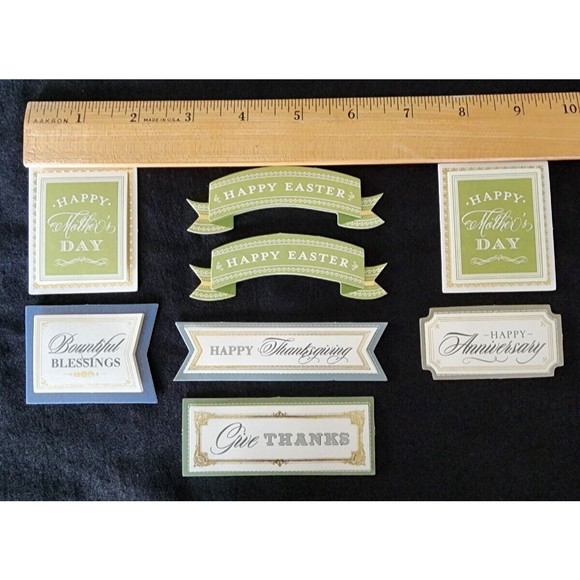 AKRON 1 2 MADE IN U.S.A. 3 4 5 6 7 8 9 10
HAPPY
Mother's
DAY
HAPPY EASTER
HAPPY
Mother's
DAY
HAPPY EASTER
Bountiful
BLESSINGS
HAPPY Thanksgiving
HAPPY
Anniversary
Give THANKS